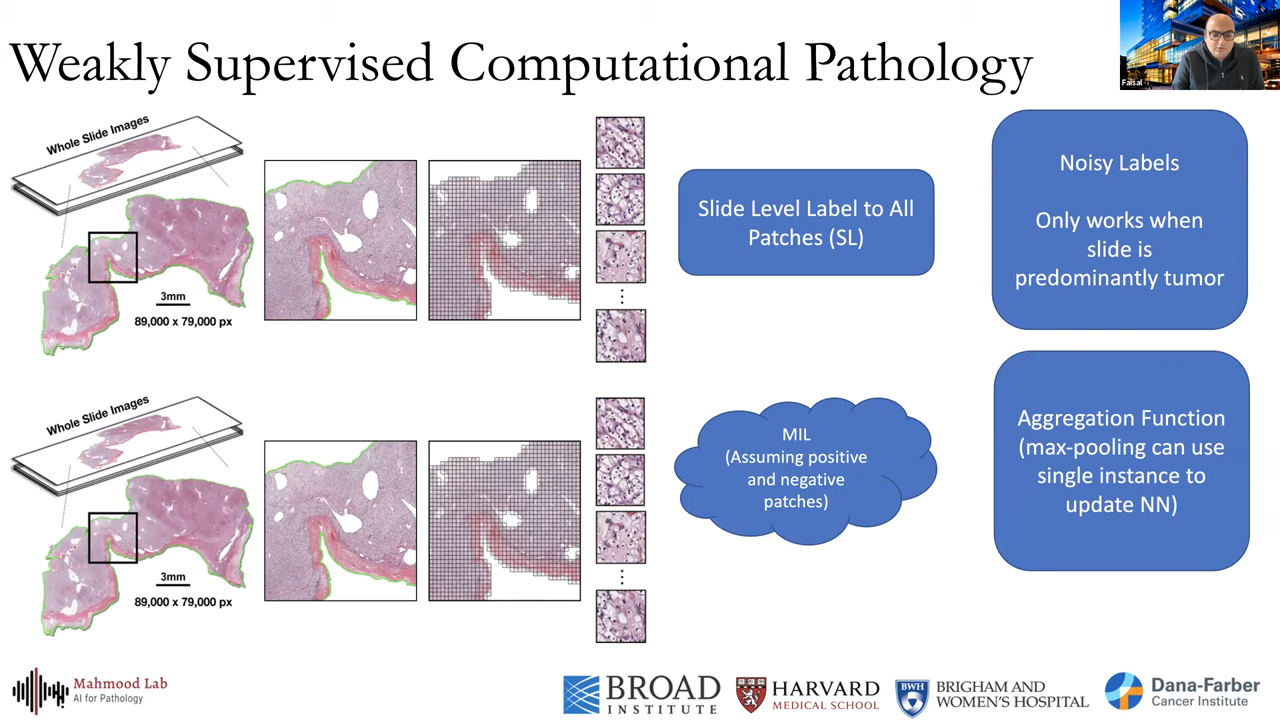 Weakly Supervised Computational Pathology
Faisal
Whole Slide Images
3mm
89,000 x 79,000 px
Slide Level Label to All
Patches (SL)
Noisy Labels
Only works when
slide is
predominantly tumor
Whole Slide Images
3mm
89,000 x 79,000 px
MIL
(Assuming positive
and negative
patches)
Aggregation Function
(max-pooling can use
single instance to
update NN)
Mahmood Lab
AI for Pathology
BROAD
INSTITUTE
HARVARD
MEDICAL SCHOOL
BWH
BRIGHAM AND
WOMEN'S HOSPITAL
Dana-Farber
Cancer Institute